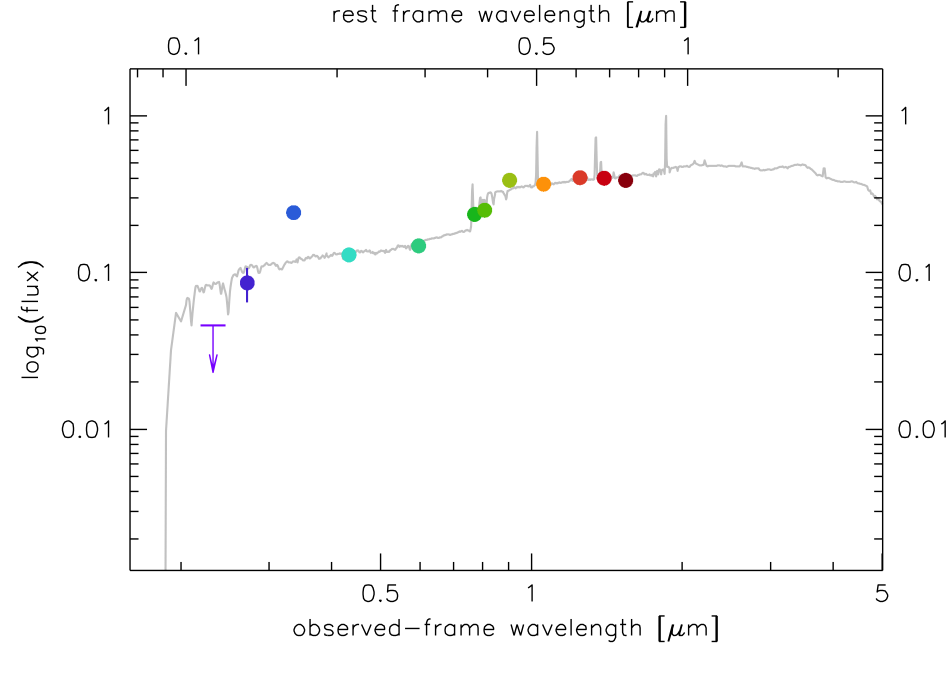 rest frame wavelength [μm]
0.1 0.5 1
1 1
0.1 0.1
0.01 0.01
log10(flux)
0.5 1 5
observed-frame wavelength [μm]